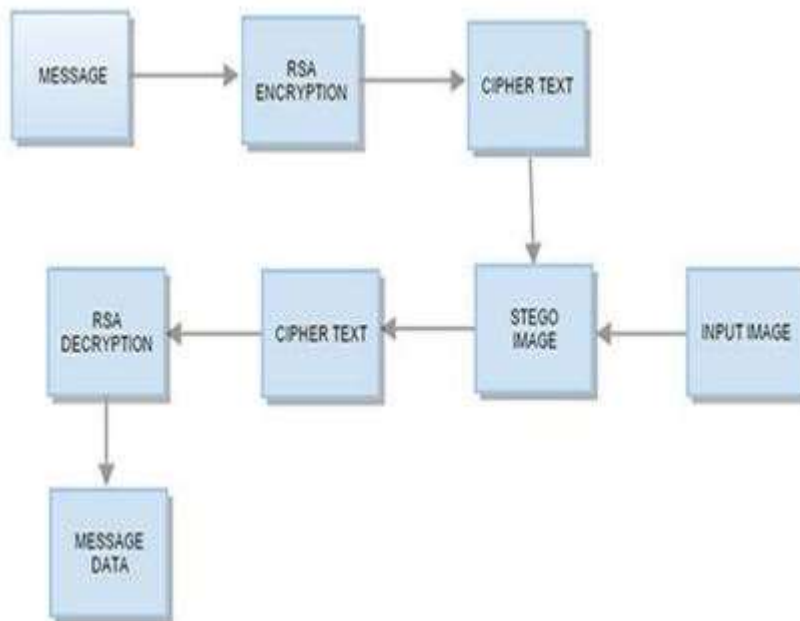 MESSAGE
RSA
ENCRYPTION
CIPHER TEXT
RSA
DECRYPTION
CIPHER TEXT
STEGO
IMAGE
INPUT IMAGE
MESSAGE
DATA